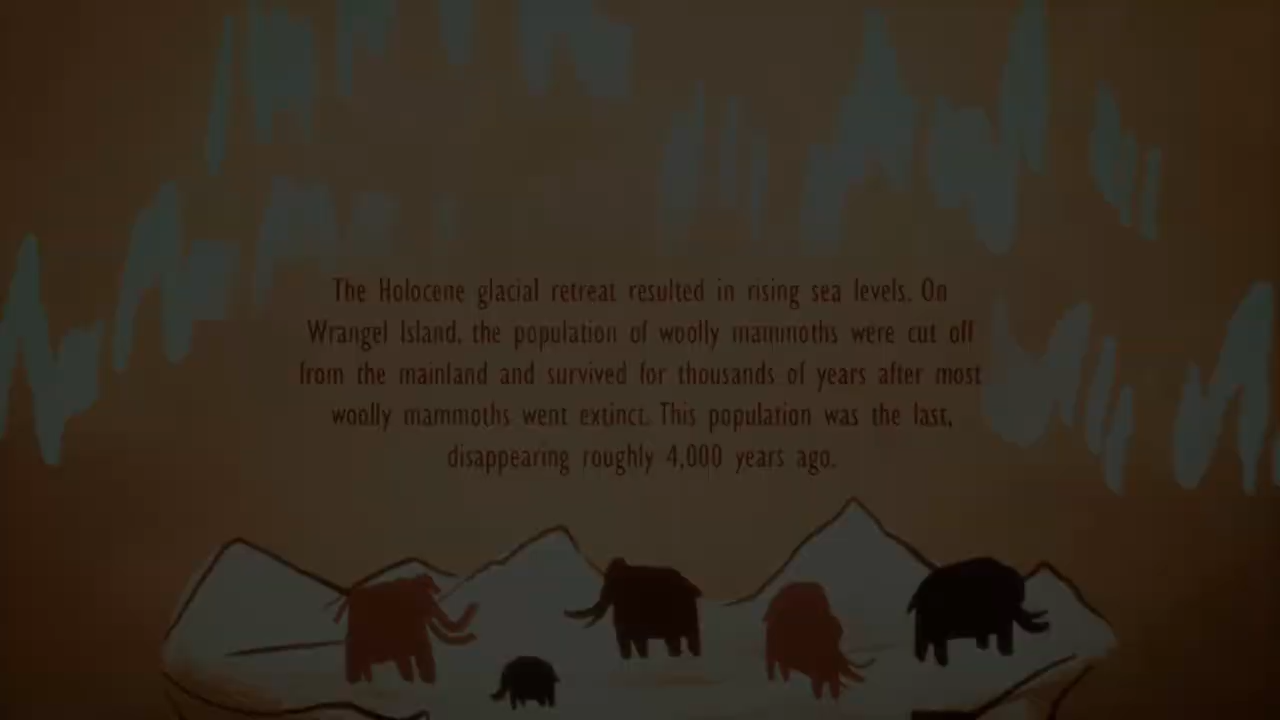 The Holocene glacial retreat resulted in rising sea levels. On
Wrangel Island, the population of woolly mammoths were cut off
from the mainland and survived for thousands of years after most
woolly mammoths went extinct. This population was the last,
disappearing roughly 4,000 years ago.